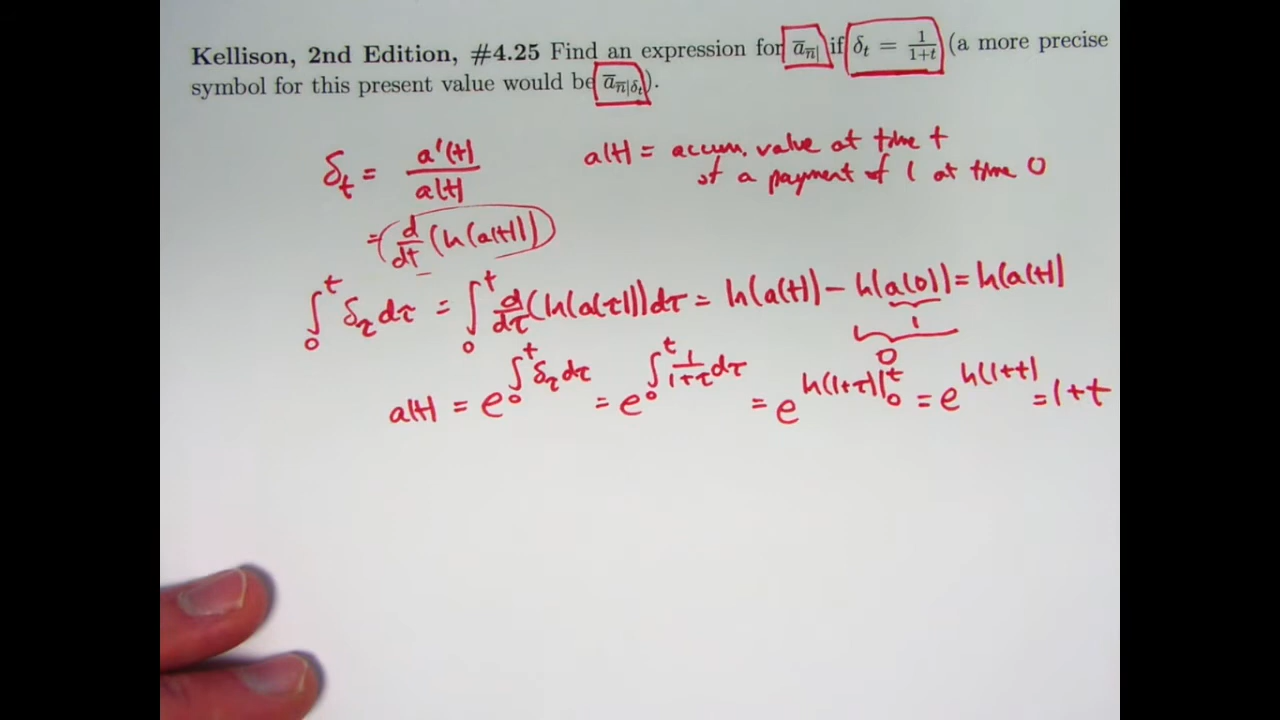 Kellison, 2nd Edition, #4.25 Find an expression for a̅_n̅| if δ_t = 1/(1+t) (a more precise
symbol for this present value would be a̅_n̅|δ_t).
δ_t = a'(t)/a(t)
a(t) = accum. value at time t
of a payment of 1 at time 0
= (d/dt (ln(a(t)))
∫_0^t δ_τ dτ = ∫_0^t d/dτ (ln(a(τ))) dτ = ln(a(t)) - ln(a(0)) = ln(a(t))
1
0
a(t) = e^{∫_0^t δ_τ dτ} = e^{∫_0^t 1/(1+τ) dτ} = e^{ln(1+τ)|_0^t} = e^{ln(1+t)} = 1+t